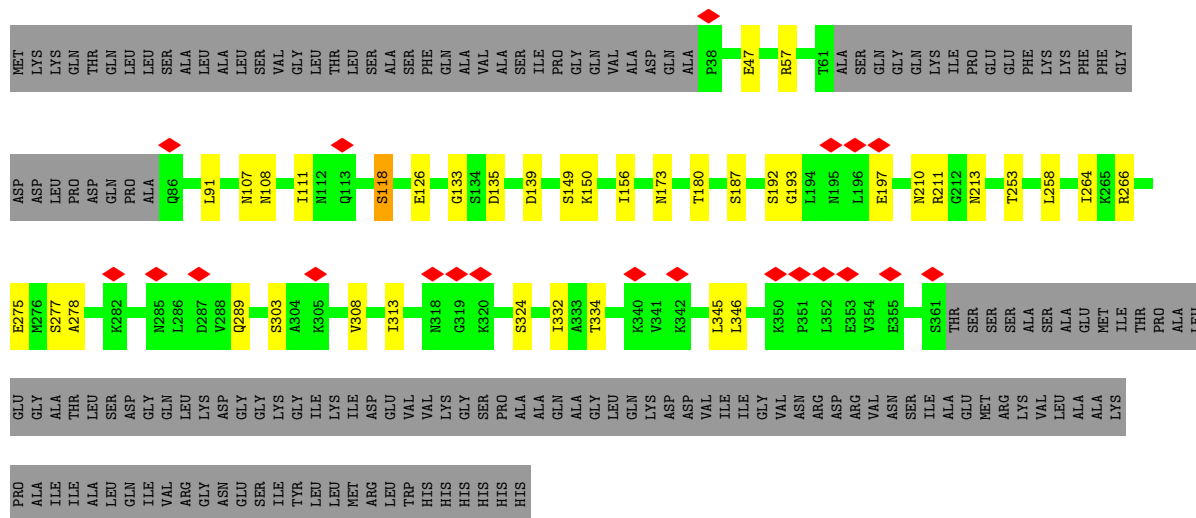 MET LYS LYS GLN THR GLN LEU LEU SER ALA LEU ALA LEU SER VAL GLY LEU THR LEU SER ALA SER PHE GLN ALA VAL ALA SER ILE PRO GLY GLN VAL ALA ASP GLN ALA P38 E47 R57 T61 ALA SER GLN GLY GLN LYS ILE PRO GLU GLU PHE LYS LYS PHE PHE GLY
ASP ASP LEU PRO ASP GLN PRO ALA Q86 L91 N107 N108 I111 N112 Q113 S118 E126 G133 S134 D135 D139 S149 K150 I156 N173 T180 S187 S192 G193 L194 N195 L196 E197 N210 R211 G212 N213 T253 L258 I264 K265 R266
E275 M276 S277 A278 K282 N285 L286 D287 V288 Q289 S303 A304 K305 V308 I313 N318 G319 K320 S324 I332 A333 T334 K340 V341 K342 L345 L346 K350 P351 L352 E353 V354 E355 S361 THR SER SER SER ALA SER ALA GLU MET ILE THR PRO ALA LEU
GLU GLY ALA THR LEU SER ASP GLY GLN LEU LYS ASP GLY GLY LYS GLY ILE LYS ILE ASP GLU VAL VAL LYS GLY SER PRO ALA ALA GLN ALA GLY LEU GLN LYS ASP ASP VAL ILE ILE GLY VAL ASN ARG ASP ARG VAL ASN SER ILE ALA GLU MET ARG LYS VAL LEU ALA ALA LYS
PRO ALA ILE ILE ALA LEU GLN ILE VAL ARG GLY ASN GLU SER ILE TYR LEU LEU MET ARG LEU TRP HIS HIS HIS HIS HIS HIS